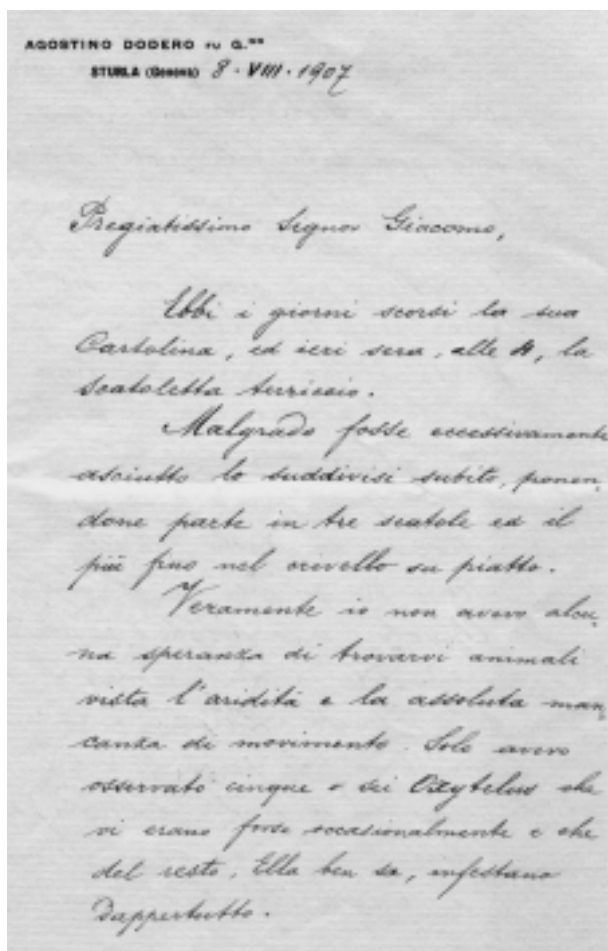 AGOSTINO DODERO FU G.
STURLA (Genova) 8 - VIII - 1907
Pregiatissimo Signor Giacomo,
Ebbi i giorni scorsi la sua
Cartolina, ed ieri sera, alle 4, la
scatoletta terriccio.
Malgrado fosse eccessivamente
asciutto lo suddivisi subito, ponen-
done parte in tre scatole ed il
più fino nel crivello su piatto.
Veramente io non avevo alcu-
na speranza di trovarvi animali
vista l'aridità e la assoluta man-
canza di movimento. Solo avevo
osservato cinque o sei Oxytelus che
vi erano forse occasionalmente e che
del resto, Ella ben sa, infestano
dappertutto.